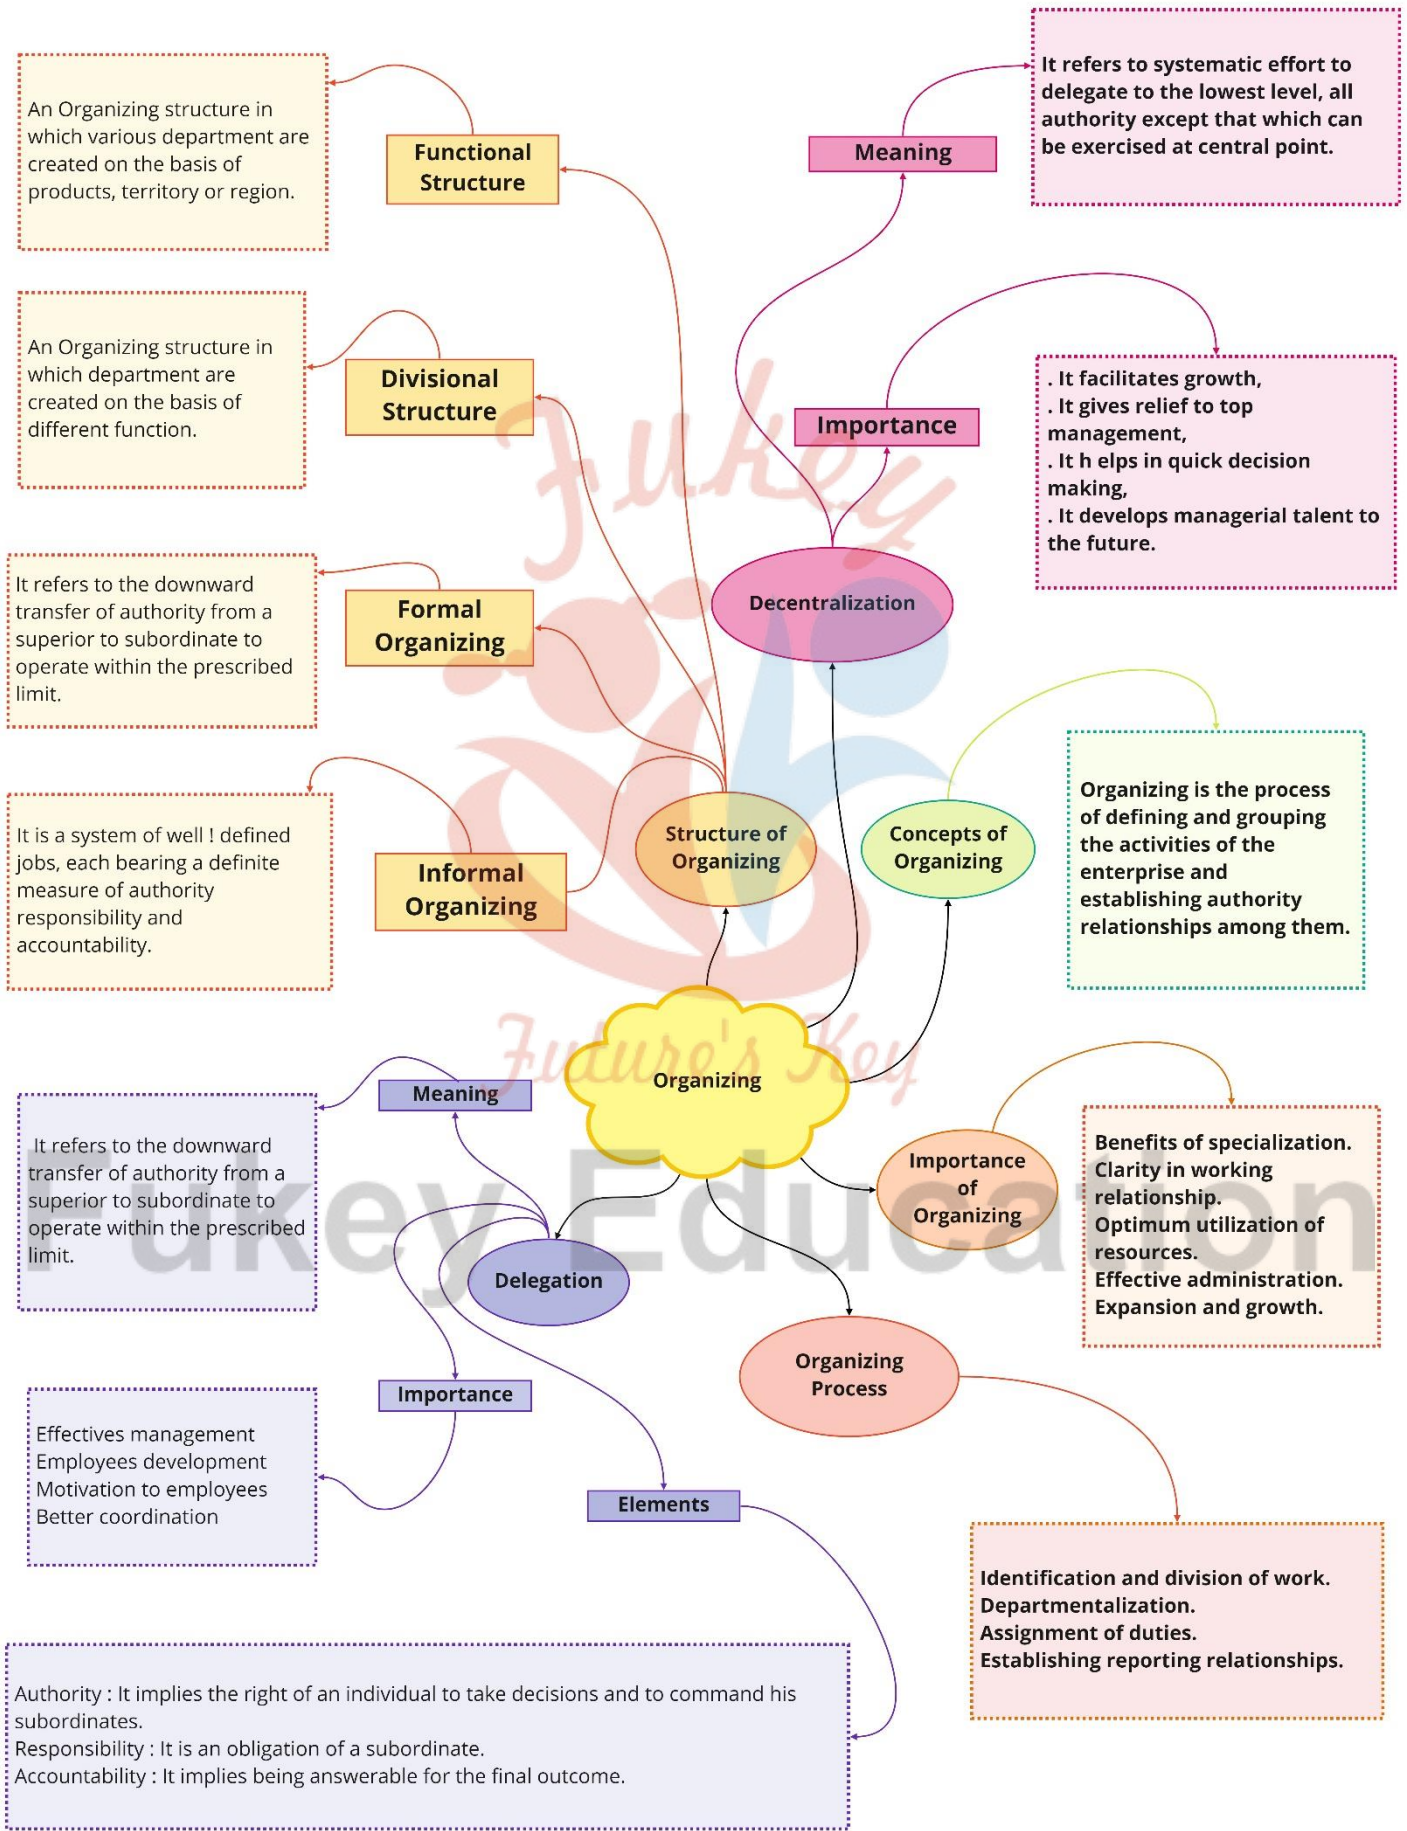 An Organizing structure in
which various department are
created on the basis of
products, territory or region.
Functional
Structure
Meaning
It refers to systematic effort to
delegate to the lowest level, all
authority except that which can
be exercised at central point.
An Organizing structure in
which department are
created on the basis of
different function.
Divisional
Structure
Importance
. It facilitates growth,
. It gives relief to top
management,
. It h elps in quick decision
making,
. It develops managerial talent to
the future.
Fukey
It refers to the downward
transfer of authority from a
superior to subordinate to
operate within the prescribed
limit.
Formal
Organizing
Decentralization
It is a system of well ! defined
jobs, each bearing a definite
measure of authority
responsibility and
accountability.
Informal
Organizing
Structure of
Organizing
Concepts of
Organizing
Organizing is the process
of defining and grouping
the activities of the
enterprise and
establishing authority
relationships among them.
Future's Key
Organizing
Meaning
It refers to the downward
transfer of authority from a
superior to subordinate to
operate within the prescribed
limit.
Fukey Education
Delegation
Importance
of
Organizing
Benefits of specialization.
Clarity in working
relationship.
Optimum utilization of
resources.
Effective administration.
Expansion and growth.
Organizing
Process
Importance
Effectives management
Employees development
Motivation to employees
Better coordination
Elements
Identification and division of work.
Departmentalization.
Assignment of duties.
Establishing reporting relationships.
Authority : It implies the right of an individual to take decisions and to command his
subordinates.
Responsibility : It is an obligation of a subordinate.
Accountability : It implies being answerable for the final outcome.